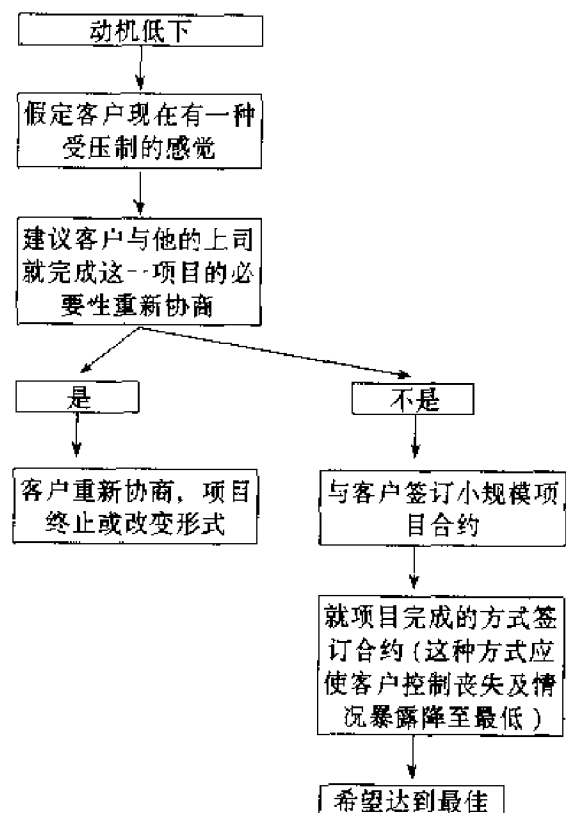 动机低下
假定客户现在有一种
受压制的感觉
建议客户与他的上司
就完成这一项目的必
要性重新协商
是
不是
客户重新协商，项目
终止或改变形式
与客户签订小规模项
目合约
就项目完成的方式签
订合约(这种方式应
使客户控制丧失及情
况暴露降至最低)
希望达到最佳